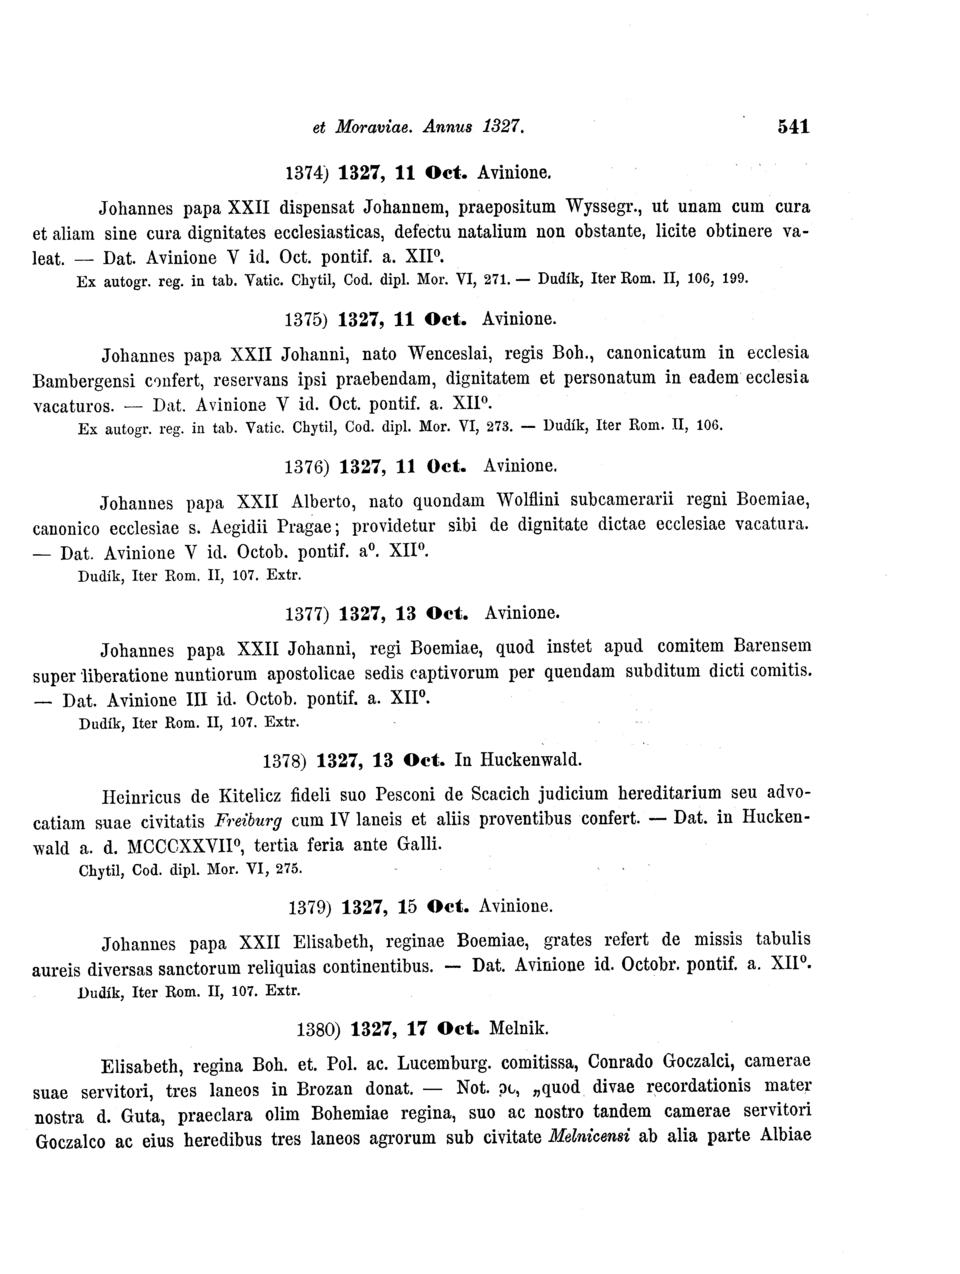 et Moraviae. Annus 1327. 541
1374) 1327, 11 Oct. Avinione.
Johannes papa XXII dispensat Johannem, praepositum Wyssegr., ut unam cum cura
et aliam sine cura dignitates ecclesiasticas, defectu natalium non obstante, licite obtinere va-
leat. — Dat. Avinione V id. Oct. pontif. a. XII⁰.
Ex autogr. reg. in tab. Vatic. Chytil, Cod. dipl. Mor. VI, 271. — Dudík, Iter Rom. II, 106, 199.
1375) 1327, 11 Oct. Avinione.
Johannes papa XXII Johanni, nato Wenceslai, regis Boh., canonicatum in ecclesia
Bambergensi confert, reservans ipsi praebendam, dignitatem et personatum in eadem ecclesia
vacaturos. — Dat. Avinione V id. Oct. pontif. a. XII⁰.
Ex autogr. reg. in tab. Vatic. Chytil, Cod. dipl. Mor. VI, 273. — Dudík, Iter Rom. II, 106.
1376) 1327, 11 Oct. Avinione.
Johannes papa XXII Alberto, nato quondam Wolflini subcamerarii regni Boemiae,
canonico ecclesiae s. Aegidii Pragae; providetur sibi de dignitate dictae ecclesiae vacatura.
— Dat. Avinione V id. Octob. pontif. a⁰. XII⁰.
Dudík, Iter Rom. II, 107. Extr.
1377) 1327, 13 Oct. Avinione.
Johannes papa XXII Johanni, regi Boemiae, quod instet apud comitem Barensem
super liberatione nuntiorum apostolicae sedis captivorum per quendam subditum dicti comitis.
— Dat. Avinione III id. Octob. pontif. a. XII⁰.
Dudík, Iter Rom. II, 107. Extr.
1378) 1327, 13 Oct. In Huckenwald.
Heinricus de Kitelicz fideli suo Pesconi de Scacich judicium hereditarium seu advo-
catiam suae civitatis Freiburg cum IV laneis et aliis proventibus confert. — Dat. in Hucken-
wald a. d. MCCCXXVII⁰, tertia feria ante Galli.
Chytil, Cod. dipl. Mor. VI, 275.
1379) 1327, 15 Oct. Avinione.
Johannes papa XXII Elisabeth, reginae Boemiae, grates refert de missis tabulis
aureis diversas sanctorum reliquias continentibus. — Dat. Avinione id. Octobr. pontif. a. XII⁰.
Dudík, Iter Rom. II, 107. Extr.
1380) 1327, 17 Oct. Melnik.
Elisabeth, regina Boh. et. Pol. ac. Lucemburg. comitissa, Conrado Goczalci, camerae
suae servitori, tres laneos in Brozan donat. — Not. ɔc, „quod divae recordationis mater
nostra d. Guta, praeclara olim Bohemiae regina, suo ac nostro tandem camerae servitori
Goczalco ac eius heredibus tres laneos agrorum sub civitate Melnicensi ab alia parte Albiae